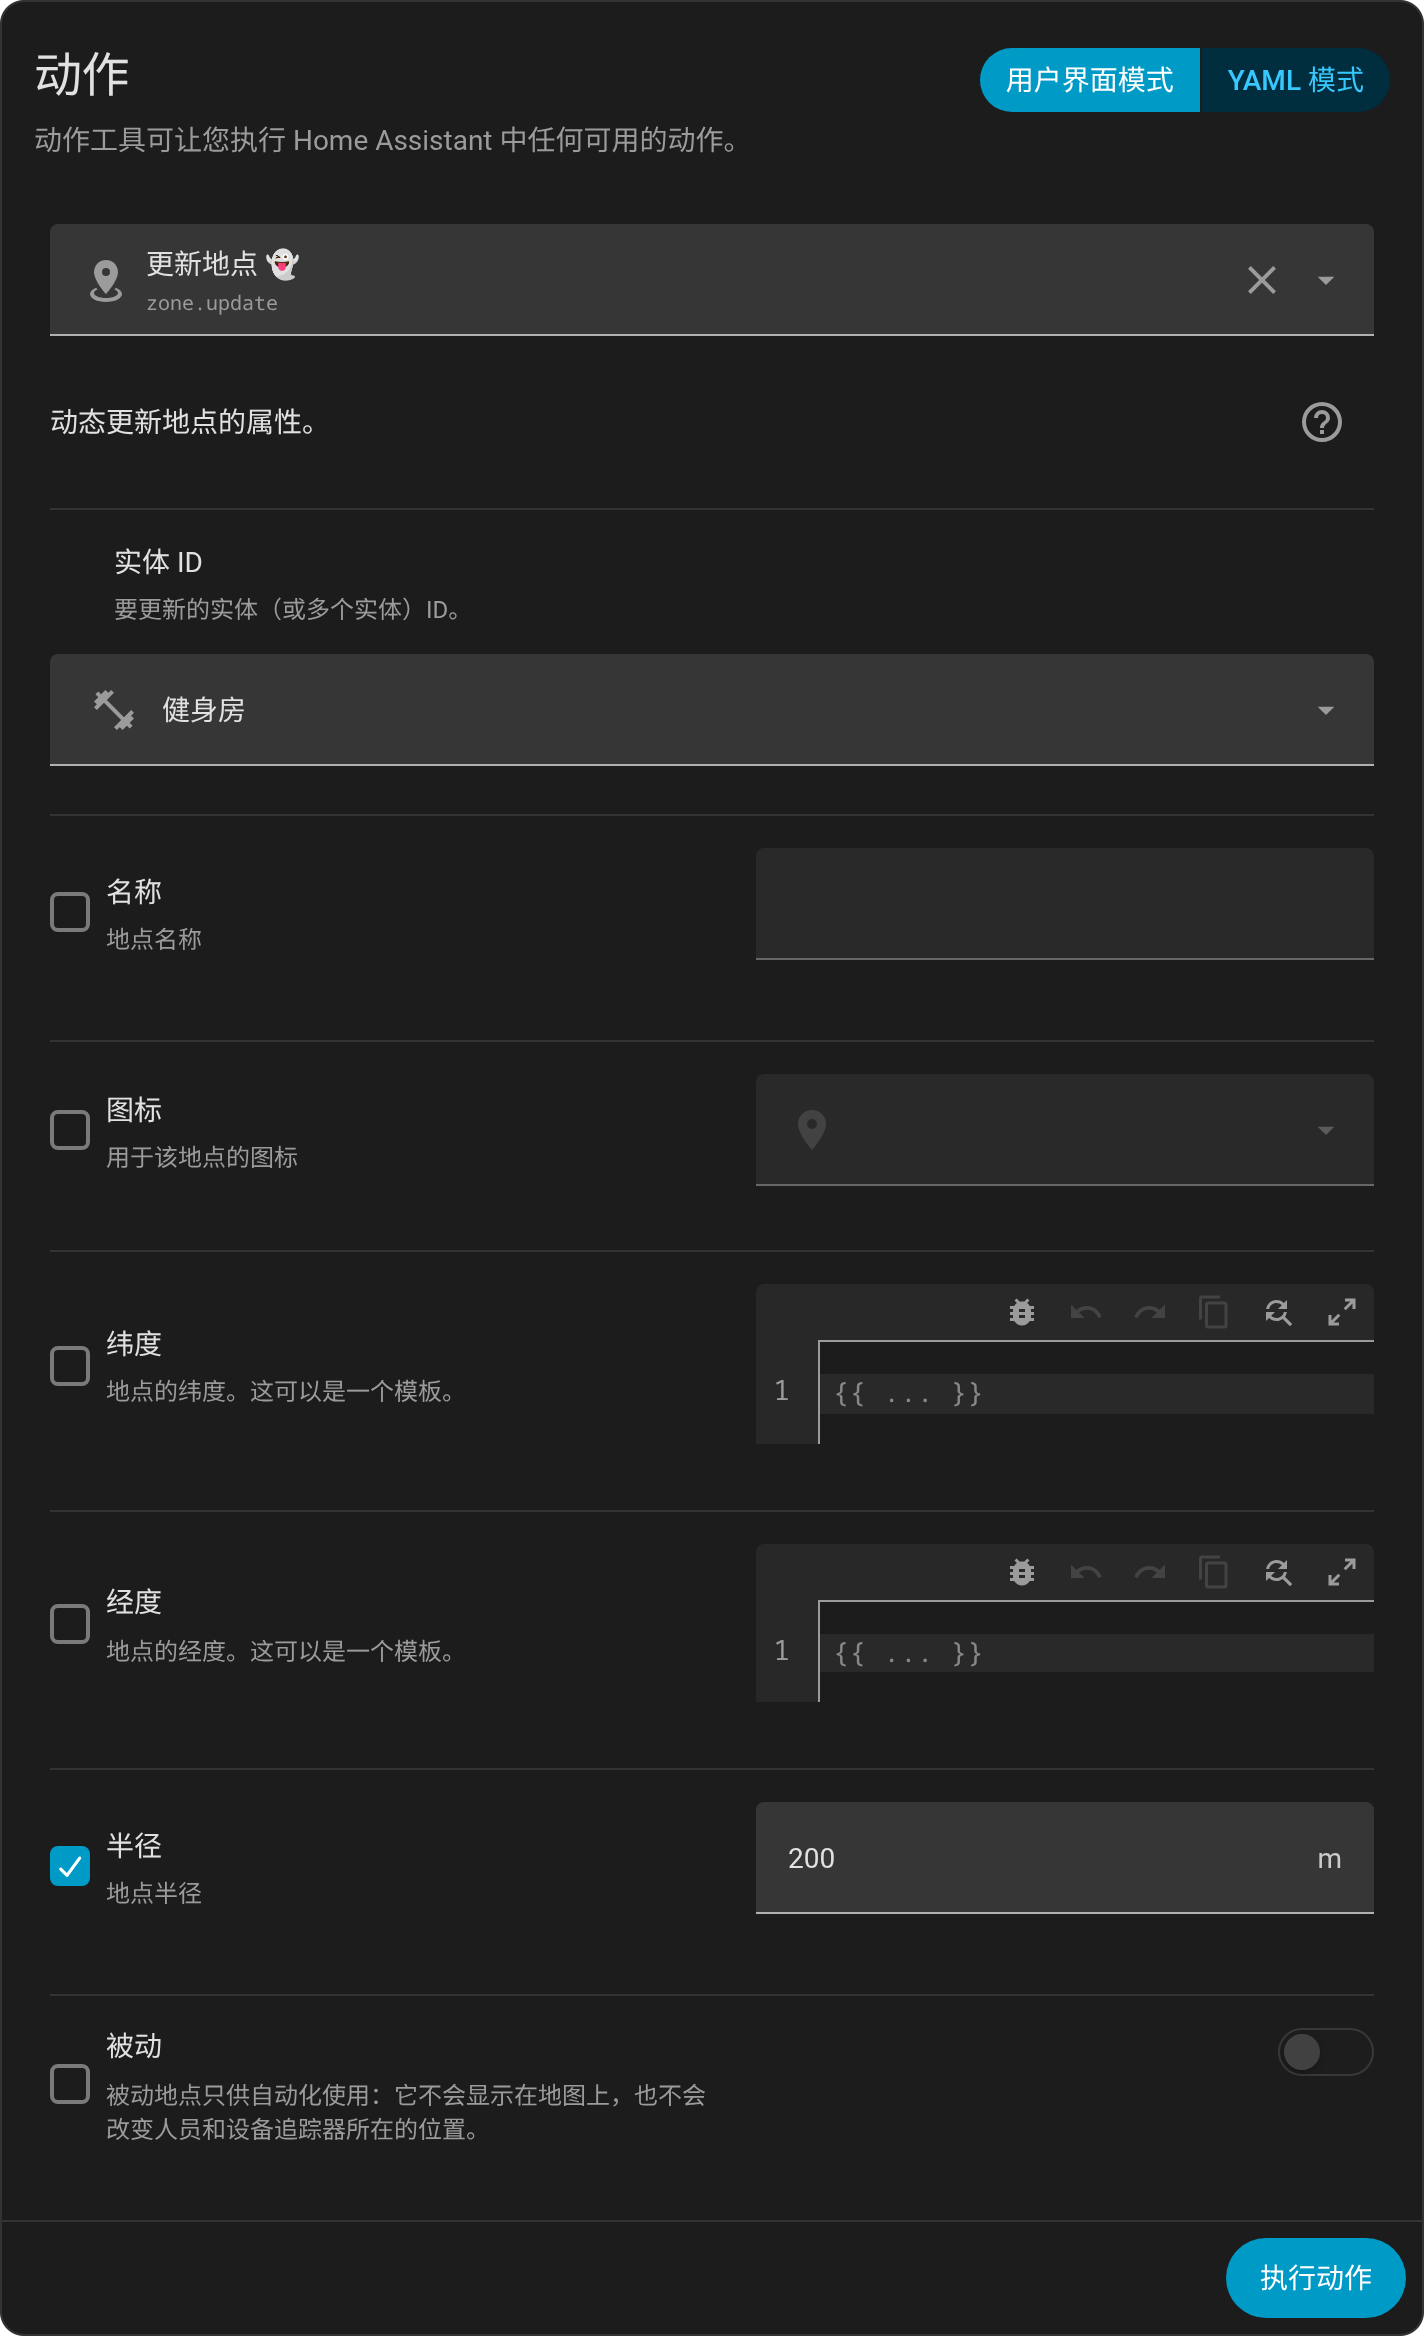 动作
用户界面模式
YAML 模式
动作工具可让您执行 Home Assistant 中任何可用的动作。
更新地点 👻
zone.update
动态更新地点的属性。
实体 ID
要更新的实体（或多个实体）ID。
健身房
名称
地点名称
图标
用于该地点的图标
纬度
地点的纬度。这可以是一个模板。
1
{{ ... }}
经度
地点的经度。这可以是一个模板。
1
{{ ... }}
半径
地点半径
200
m
被动
被动地点只供自动化使用：它不会显示在地图上，也不会
改变人员和设备追踪器所在的位置。
执行动作